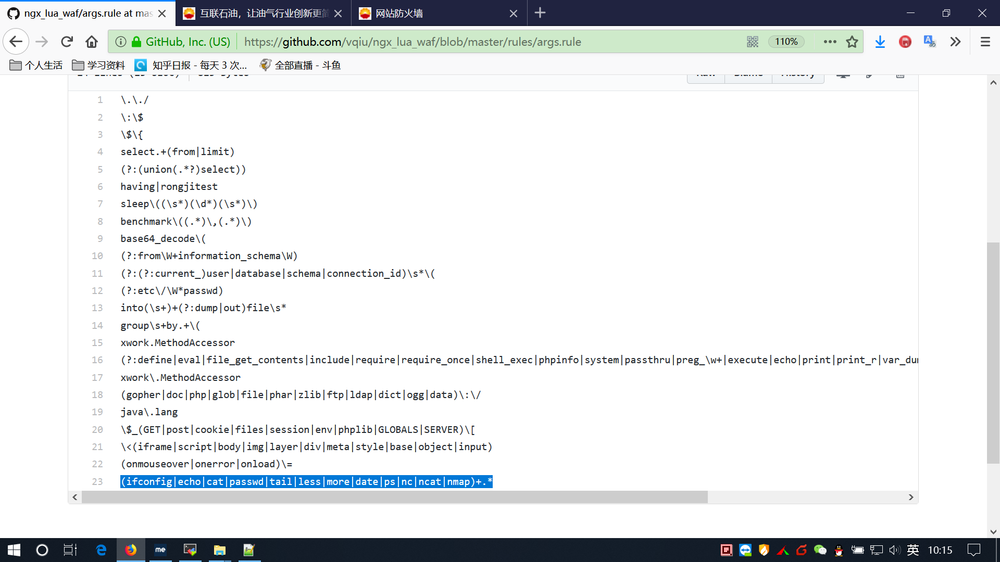 ngx_lua_waf/args.rule at mas
互联石油，让油气行业创新更简
网站防火墙
GitHub, Inc. (US)
https://github.com/vqiu/ngx_lua_waf/blob/master/rules/args.rule
110%
个人生活
学习资料
知乎日报 - 每天 3 次...
全部直播 - 斗鱼
Raw
Blame
History
1 \.\./
2 \:\$
3 \$\{
4 select.+(from|limit)
5 (?:(union(.*?)select))
6 having|rongjitest
7 sleep\((\s*)(\d*)(\s*)\)
8 benchmark\((.*)\,(.*)\)
9 base64_decode\(
10 (?:from\W+information_schema\W)
11 (?:(?:current_)user|database|schema|connection_id)\s*\(
12 (?:etc\/\W*passwd)
13 into(\s+)+(?:dump|out)file\s*
14 group\s+by.+\(
15 xwork.MethodAccessor
16 (?:define|eval|file_get_contents|include|require|require_once|shell_exec|phpinfo|system|passthru|preg_\w+|execute|echo|print|print_r|var_du
17 xwork\.MethodAccessor
18 (gopher|doc|php|glob|file|phar|zlib|ftp|ldap|dict|ogg|data)\:\/
19 java\.lang
20 \$_(GET|post|cookie|files|session|env|phplib|GLOBALS|SERVER)\[
21 \<(iframe|script|body|img|layer|div|meta|style|base|object|input)
22 (onmouseover|onerror|onload)\=
23 (ifconfig|echo|cat|passwd|tail|less|more|date|ps|nc|ncat|nmap)+.*
me
英
10:15